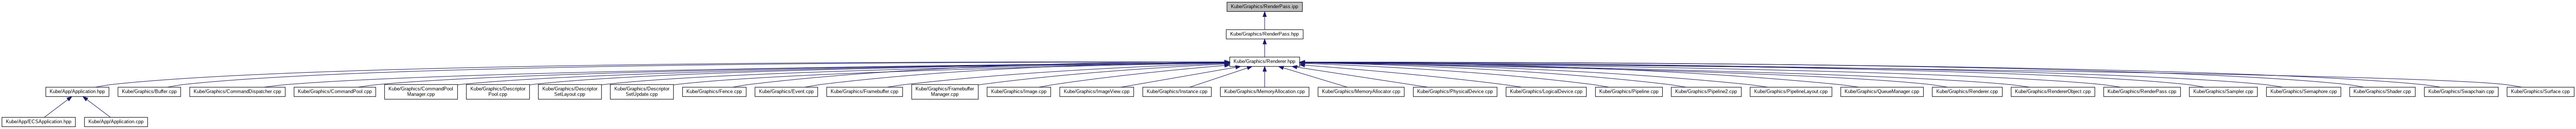 Kube/Graphics/RenderPass.ipp
Kube/Graphics/RenderPass.hpp
Kube/Graphics/Renderer.hpp
Kube/App/Application.hpp
Kube/Graphics/Buffer.cpp
Kube/Graphics/CommandDispatcher.cpp
Kube/Graphics/CommandPool.cpp
Kube/Graphics/CommandPool
Manager.cpp
Kube/Graphics/Descriptor
Pool.cpp
Kube/Graphics/Descriptor
SetLayout.cpp
Kube/Graphics/Descriptor
SetUpdate.cpp
Kube/Graphics/Fence.cpp
Kube/Graphics/Event.cpp
Kube/Graphics/Framebuffer.cpp
Kube/Graphics/Framebuffer
Manager.cpp
Kube/Graphics/Image.cpp
Kube/Graphics/ImageView.cpp
Kube/Graphics/Instance.cpp
Kube/Graphics/MemoryAllocation.cpp
Kube/Graphics/MemoryAllocator.cpp
Kube/Graphics/PhysicalDevice.cpp
Kube/Graphics/LogicalDevice.cpp
Kube/Graphics/Pipeline.cpp
Kube/Graphics/Pipeline2.cpp
Kube/Graphics/PipelineLayout.cpp
Kube/Graphics/QueueManager.cpp
Kube/Graphics/Renderer.cpp
Kube/Graphics/RenderObject.cpp
Kube/Graphics/RenderPass.cpp
Kube/Graphics/Sampler.cpp
Kube/Graphics/Semaphore.cpp
Kube/Graphics/Shader.cpp
Kube/Graphics/Swapchain.cpp
Kube/Graphics/Surface.cpp
Kube/App/ECSApplication.hpp
Kube/App/Application.cpp